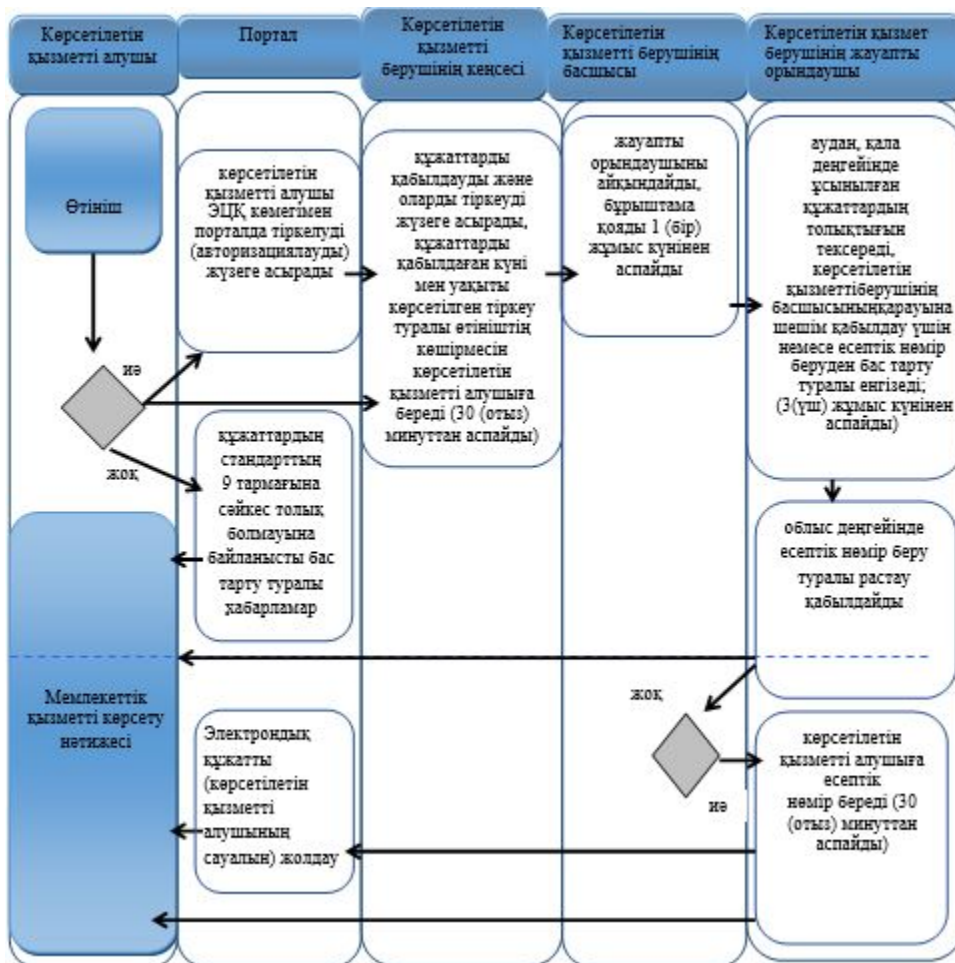 Көрсетілетін
қызметті алушы
Портал
Көрсетілетін
қызметті
берушінің кеңсесі
Көрсетілетін
қызметті берушінің
басшысы
Көрсетілетін қызмет
берушінің жауапты
орындаушы
Өтініш
көрсетілетін
қызметті алушы
ЭЦҚ көмегімен
порталда тіркелуді
(авторизациялауды)
жүзеге асырады
құжаттарды
қабылдауды және
оларды тіркеуді
жүзеге асырады,
құжаттарды
қабылдаған күні
мен уақыты
көрсетілген тіркеу
туралы өтініштің
көшірмесін
көрсетілетін
қызметті алушыға
береді (30 (отыз)
минуттан аспайды)
жауапты
орындаушыны
айқындайды,
бұрыштама
қояды 1 (бір)
жұмыс күнінен
аспайды
аудан, қала
деңгейінде
ұсынылған
құжаттардың
толықтығын
тексереді,
көрсетілетін
қызметтіберушінің
басшысыныңқарауына
шешім қабылдау үшін
немесе есептік нөмір
беруден бас тарту
туралы енгізеді;
(3(үш) жұмыс күнінен
аспайды)
иә
жоқ
құжаттардың
стандарттың
9 тармағына
сәйкес толық
болмауына
байланысты бас
тарту туралы
хабарламар
облыс деңгейінде
есептік нөмір беру
туралы растау
қабылдайды
Мемлекеттік
қызметті көрсету
нәтижесі
жоқ
иә
Электрондық
құжатты
(көрсетілетін
қызметті
алушының
сауалын) жолдау
көрсетілетін
қызметті алушыға
есептік
нөмір береді (30
(отыз) минуттан
аспайды)